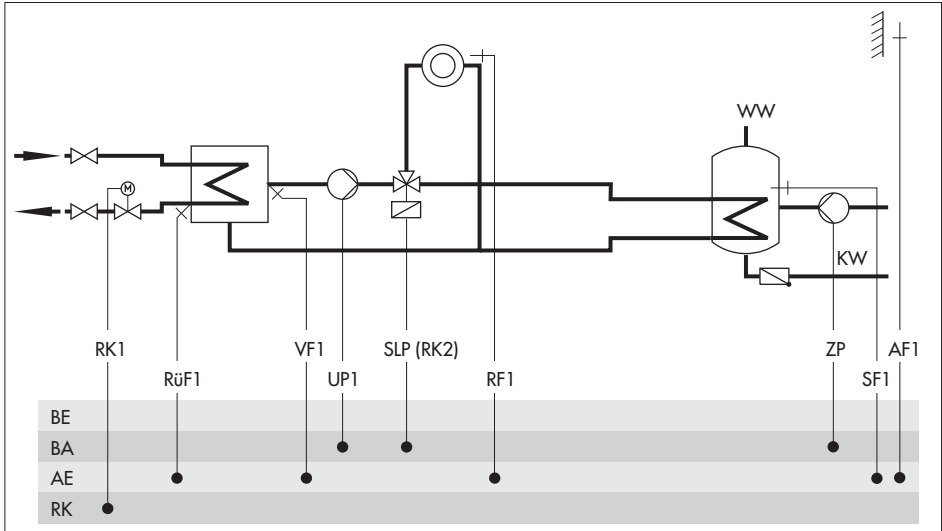 WW
M
KW
RK1 VF1 SLP (RK2) ZP AF1
RüF1 UP1 RF1 SF1
BE
BA
AE
RK